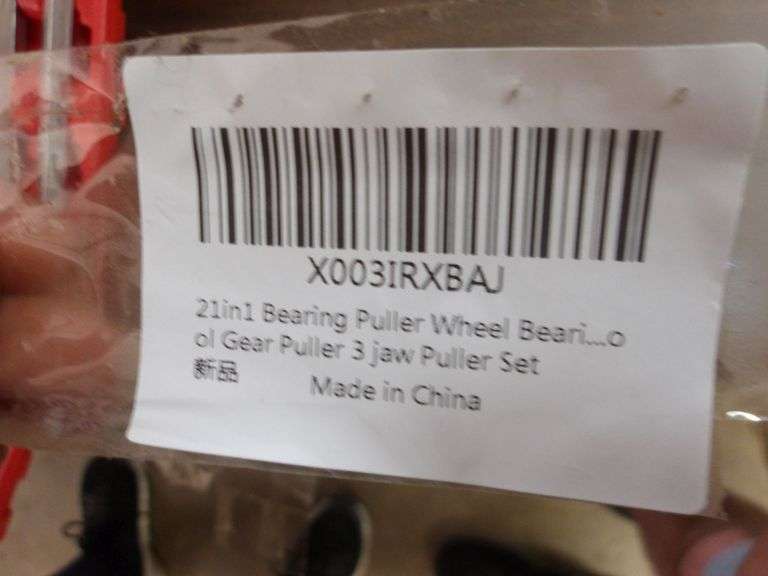 X003IRXBAJ
21in1 Bearing Puller Wheel Beari...o
ol Gear Puller 3 jaw Puller Set
新品 Made in China